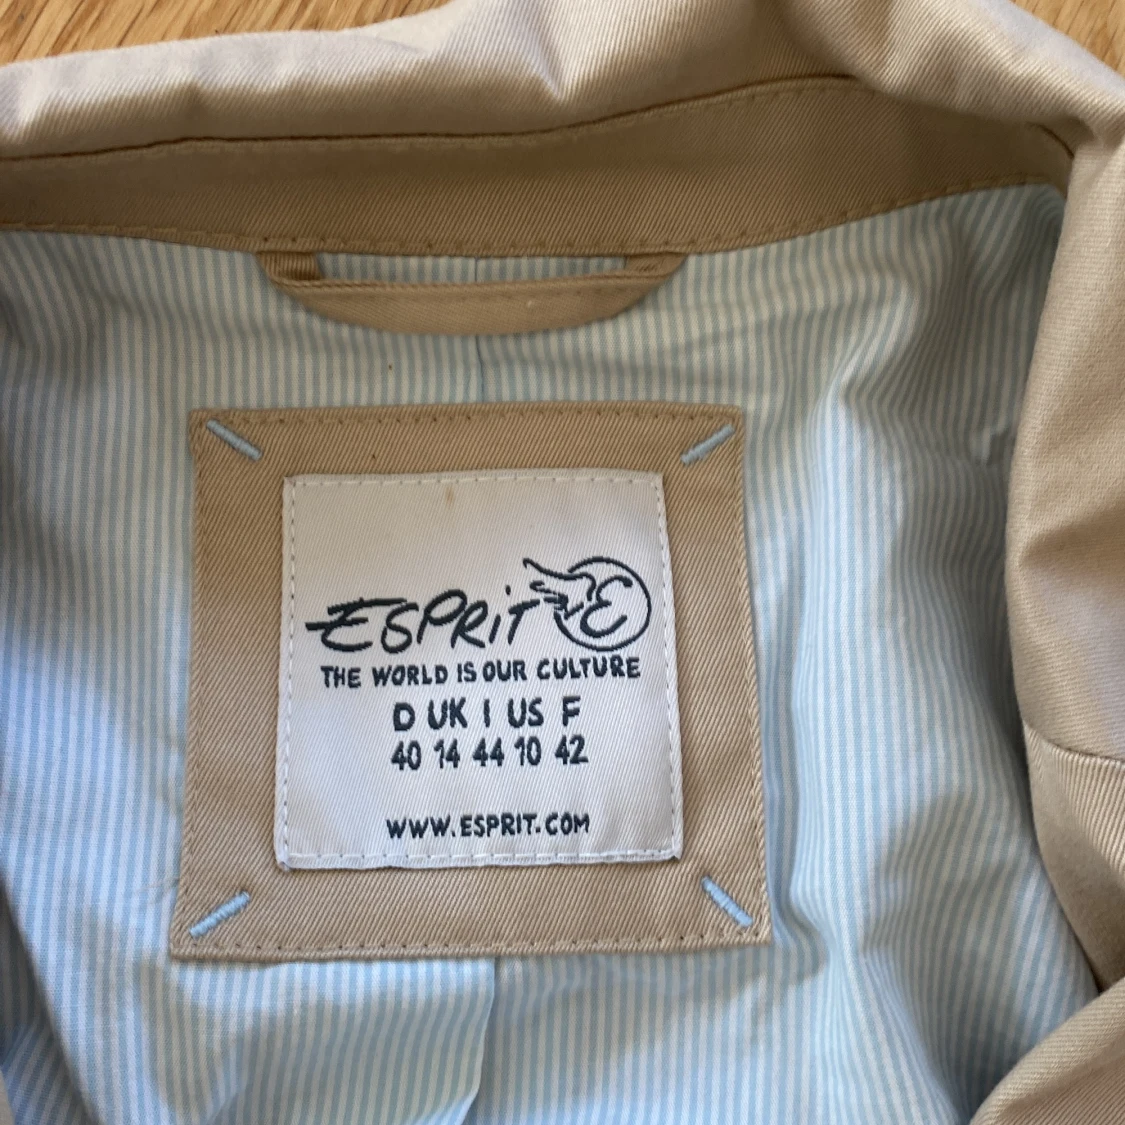 ESPRIT E
THE WORLD IS OUR CULTURE
D UK I US F
40 14 44 10 42
WWW.ESPRIT.COM